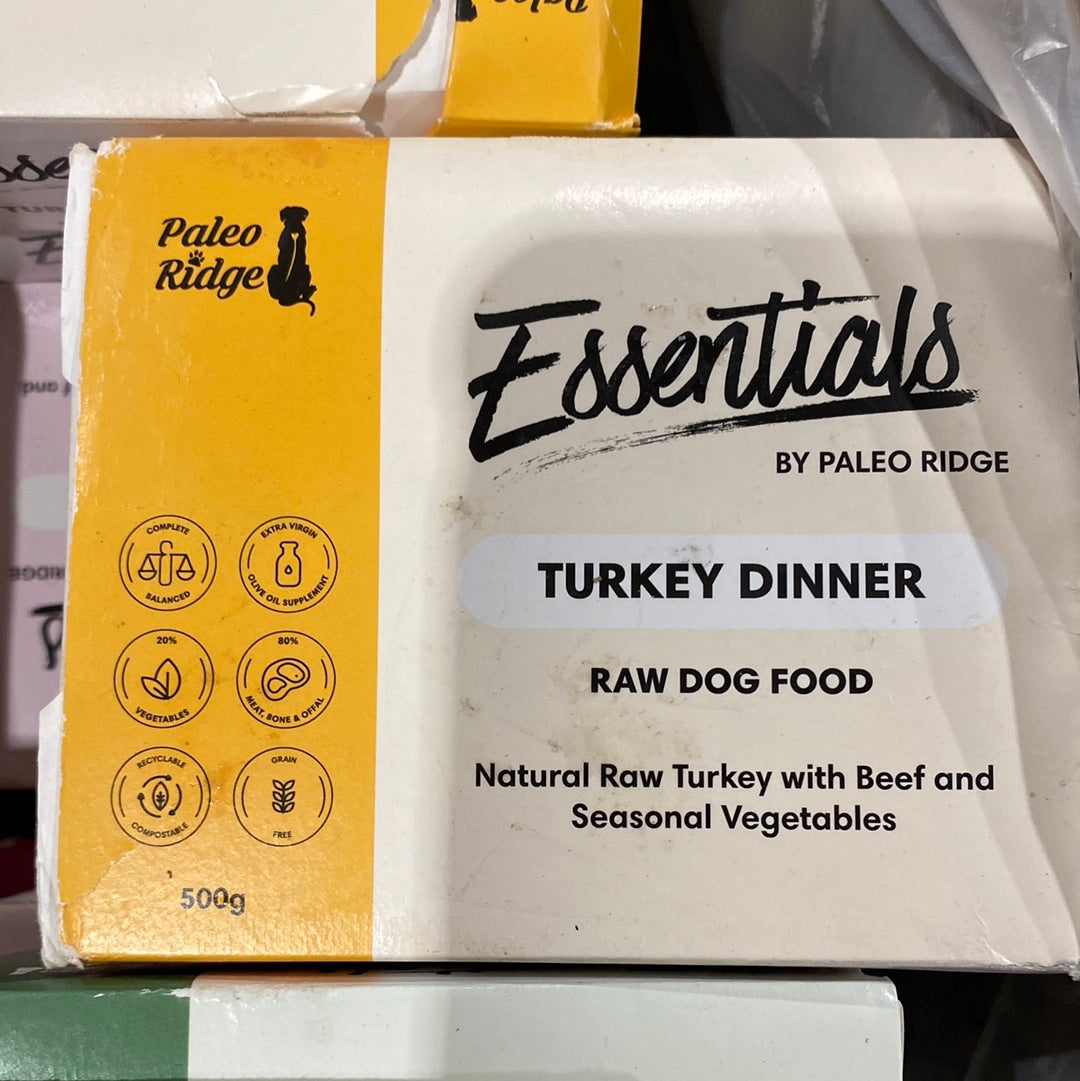 Paleo
Ridge
Essentials
BY PALEO RIDGE
TURKEY DINNER
RAW DOG FOOD
Natural Raw Turkey with Beef and
Seasonal Vegetables
COMPLETE
BALANCED
EXTRA VIRGIN
OLIVE OIL SUPPLEMENT
20%
VEGETABLES
80%
MEAT, BONE & OFFAL
RECYCLABLE
COMPOSTABLE
GRAIN
FREE
500g